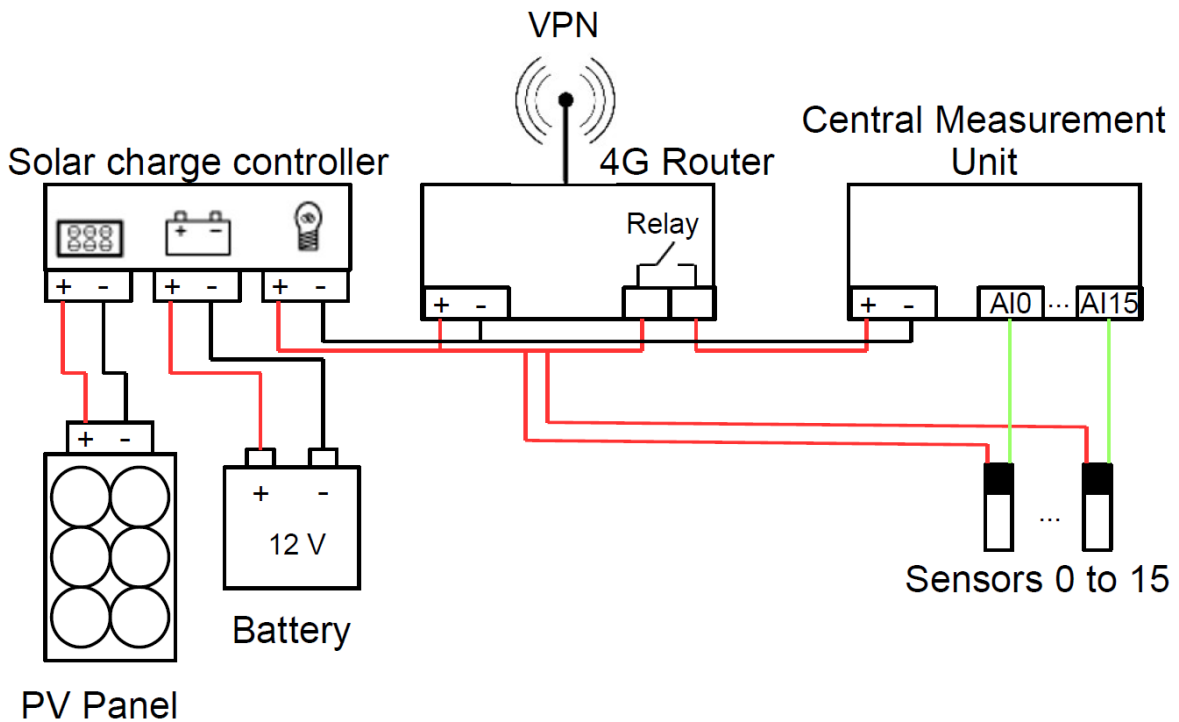 VPN
Solar charge controller
4G Router
Central Measurement
Unit
+ -
Relay
+ - + - + -
+ -
+ - AI0 ... AI15
+ -
+ -
12 V
...
Sensors 0 to 15
Battery
PV Panel